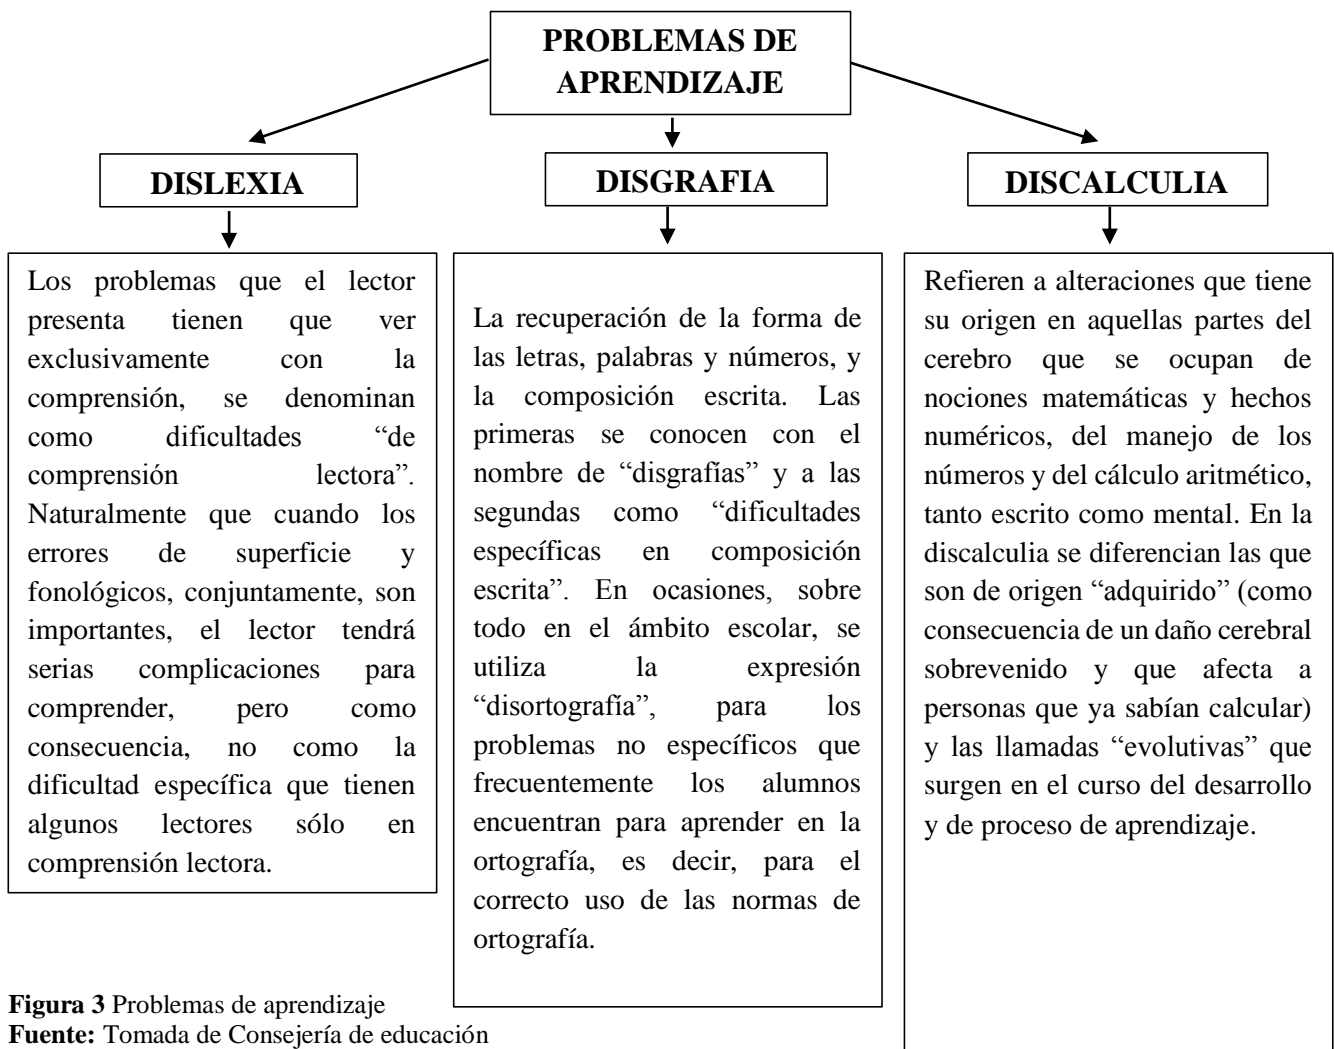 PROBLEMAS DE
APRENDIZAJE
DISLEXIA
Los problemas que el lector
presenta tienen que ver
exclusivamente con la
comprensión, se denominan
como dificultades “de
comprensión lectora”.
Naturalmente que cuando los
errores de superficie y
fonológicos, conjuntamente, son
importantes, el lector tendrá
serias complicaciones para
comprender, pero como
consecuencia, no como la
dificultad específica que tienen
algunos lectores sólo en
comprensión lectora.
DISGRAFIA
La recuperación de la forma de
las letras, palabras y números, y
la composición escrita. Las
primeras se conocen con el
nombre de “disgrafías” y a las
segundas como “dificultades
específicas en composición
escrita”. En ocasiones, sobre
todo en el ámbito escolar, se
utiliza la expresión
“disortografía”, para los
problemas no específicos que
frecuentemente los alumnos
encuentran para aprender en la
ortografía, es decir, para el
correcto uso de las normas de
ortografía.
DISCALCULIA
Refieren a alteraciones que tiene
su origen en aquellas partes del
cerebro que se ocupan de
nociones matemáticas y hechos
numéricos, del manejo de los
números y del cálculo aritmético,
tanto escrito como mental. En la
discalculia se diferencian las que
son de origen “adquirido” (como
consecuencia de un daño cerebral
sobrevenido y que afecta a
personas que ya sabían calcular)
y las llamadas “evolutivas” que
surgen en el curso del desarrollo
y de proceso de aprendizaje.
Figura 3 Problemas de aprendizaje
Fuente: Tomada de Consejería de educación